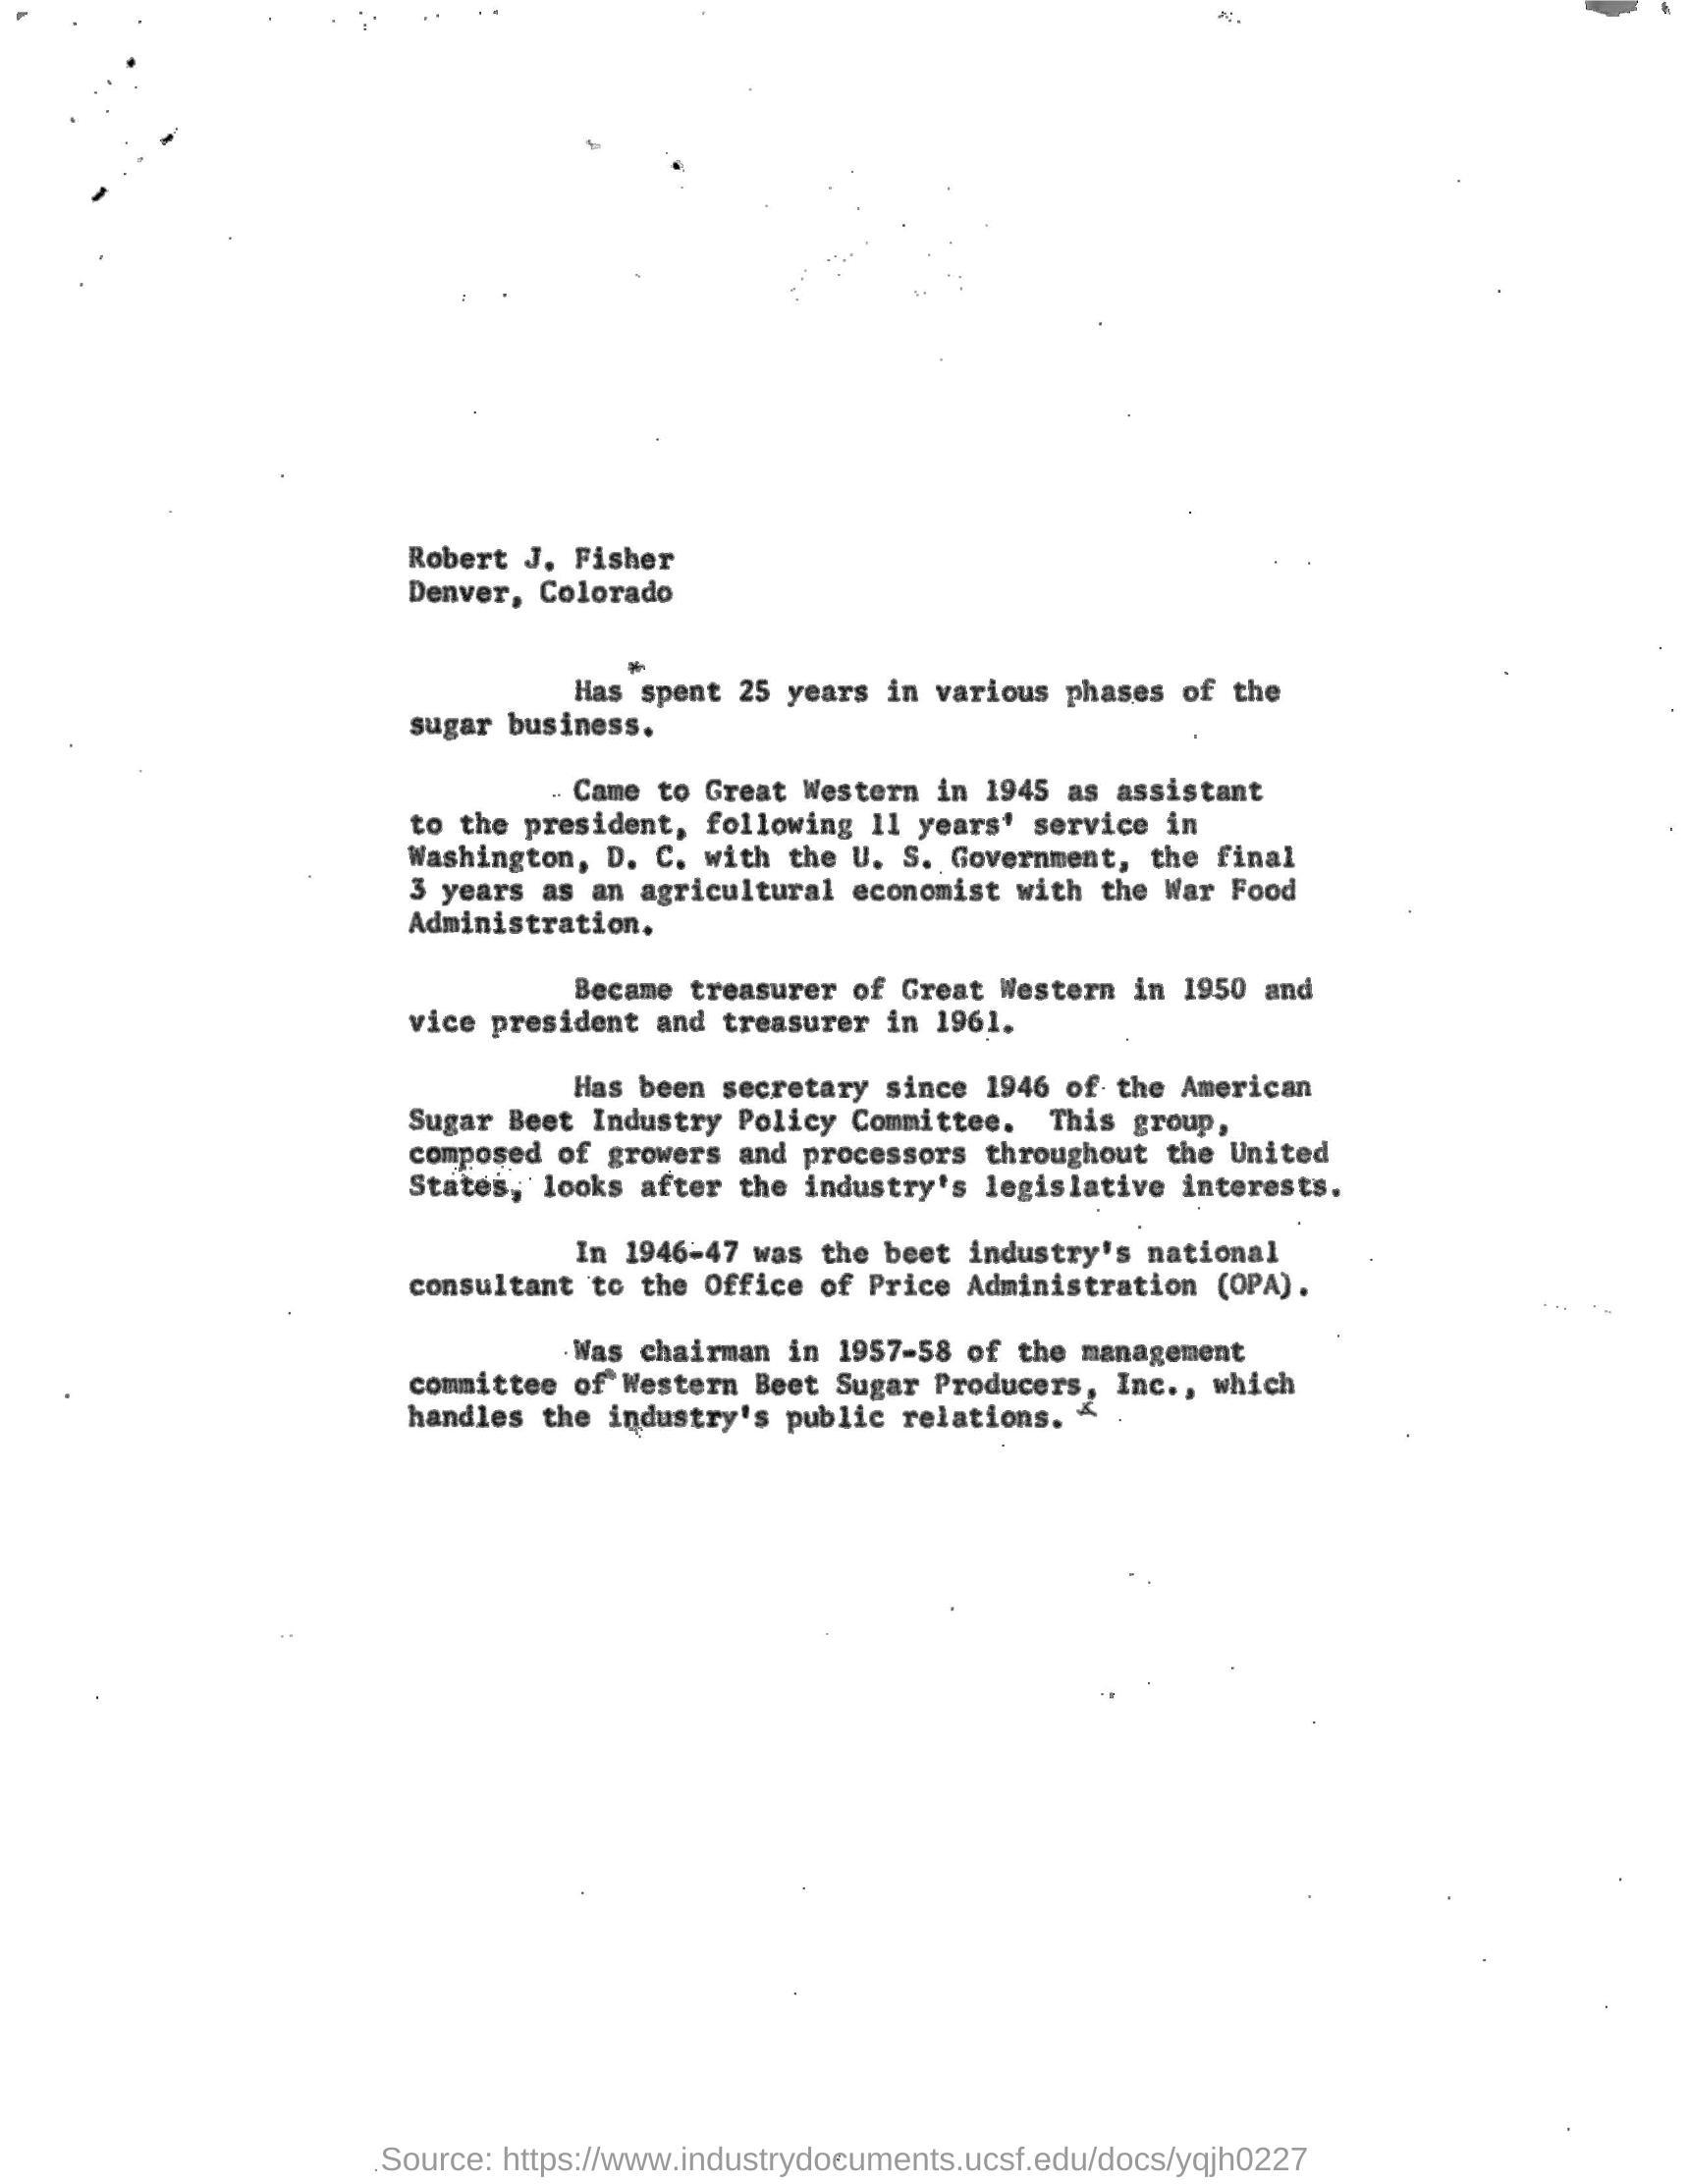 Robert J. Fisher
Denver, Colorado
Has spent 25 years in various phases of the
sugar business.
Came to Great Western in 1945 as assistant
to the president, following 11 years' service in
Washington, D. C. with the U. S. Government, the final
3 years as an agricultural economist with the War Food
Administration.
Became treasurer of Great Western in 1950 and
vice president and treasurer in 1961.
Has been secretary since 1946 of the American
Sugar Beet Industry Policy Committee. This group,
composed of growers and processors throughout the United
States, looks after the industry's legislative interests.
In 1946-47 was the beet industry's national
consultant to the Office of Price Administration (OPA).
Was chairman in 1957-58 of the management
committee of Western Beet Sugar Producers, Inc., which
handles the industry's public relations.
Source: https://www.industrydocuments.ucsf.edu/docs/yqjh0227